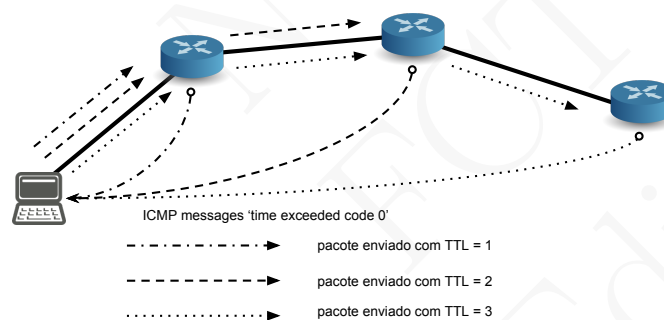 ICMP messages ‘time exceeded code 0’
pacote enviado com TTL = 1
pacote enviado com TTL = 2
pacote enviado com TTL = 3